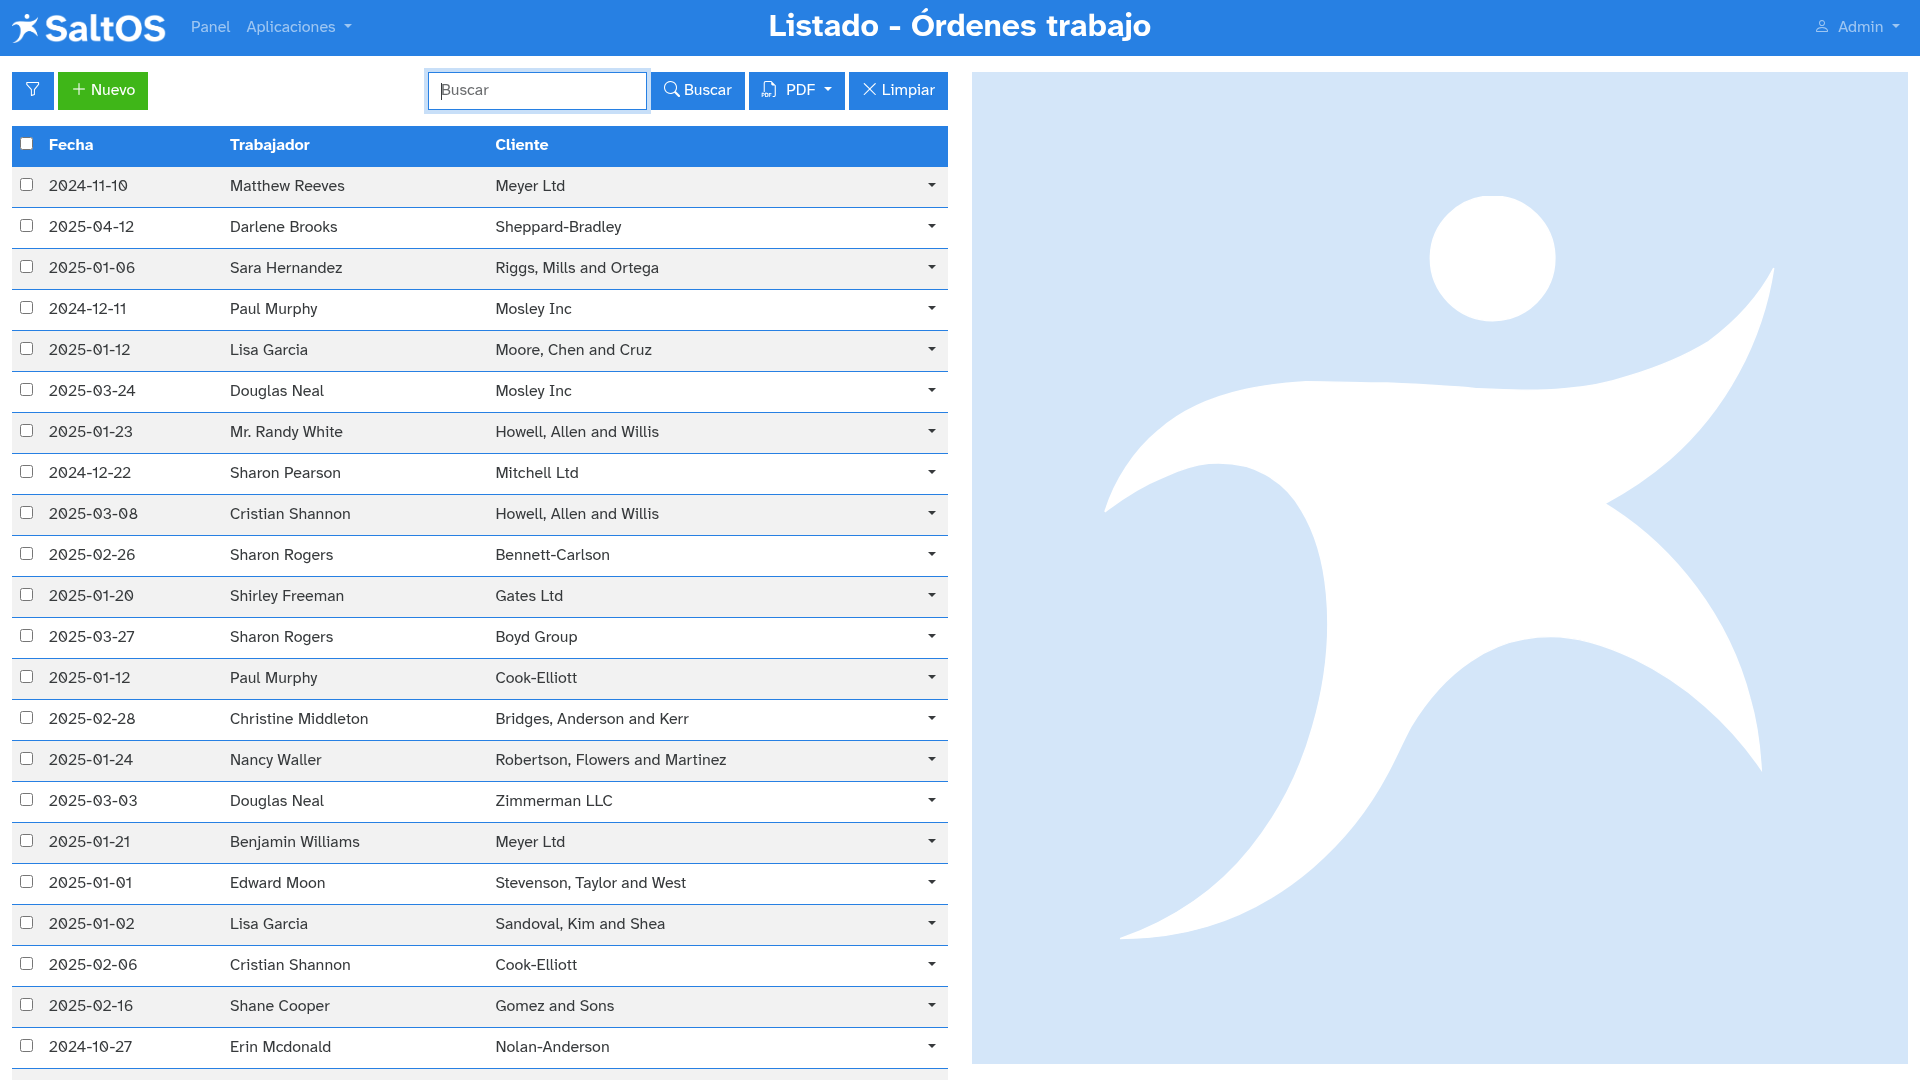 SaltOS Panel Aplicaciones Listado - Órdenes trabajo Admin
Nuevo Buscar Buscar PDF Limpiar
Fecha Trabajador Cliente
2024-11-10 Matthew Reeves Meyer Ltd
2025-04-12 Darlene Brooks Sheppard-Bradley
2025-01-06 Sara Hernandez Riggs, Mills and Ortega
2024-12-11 Paul Murphy Mosley Inc
2025-01-12 Lisa Garcia Moore, Chen and Cruz
2025-03-24 Douglas Neal Mosley Inc
2025-01-23 Mr. Randy White Howell, Allen and Willis
2024-12-22 Sharon Pearson Mitchell Ltd
2025-03-08 Cristian Shannon Howell, Allen and Willis
2025-02-26 Sharon Rogers Bennett-Carlson
2025-01-20 Shirley Freeman Gates Ltd
2025-03-27 Sharon Rogers Boyd Group
2025-01-12 Paul Murphy Cook-Elliott
2025-02-28 Christine Middleton Bridges, Anderson and Kerr
2025-01-24 Nancy Waller Robertson, Flowers and Martinez
2025-03-03 Douglas Neal Zimmerman LLC
2025-01-21 Benjamin Williams Meyer Ltd
2025-01-01 Edward Moon Stevenson, Taylor and West
2025-01-02 Lisa Garcia Sandoval, Kim and Shea
2025-02-06 Cristian Shannon Cook-Elliott
2025-02-16 Shane Cooper Gomez and Sons
2024-10-27 Erin Mcdonald Nolan-Anderson